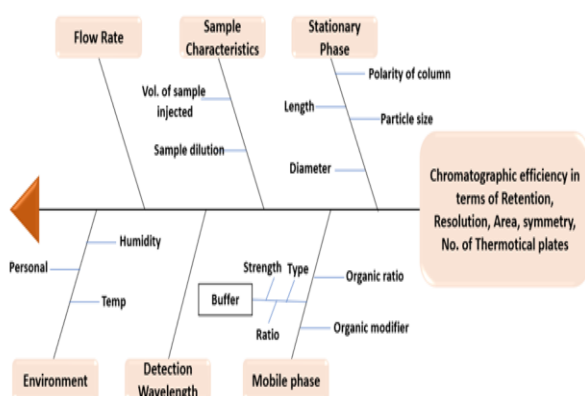 Flow Rate
Sample
Characteristics
Stationary
Phase
Polarity of column
Vol. of sample
injected
Length
Particle size
Sample dilution
Diameter
Chromatographic efficiency in
terms of Retention,
Resolution, Area, symmetry,
No. of Thermotical plates
Humidity
Personal
Temp
Strength
Type
Organic ratio
Buffer
Ratio
Organic modifier
Environment
Detection
Wavelength
Mobile phase